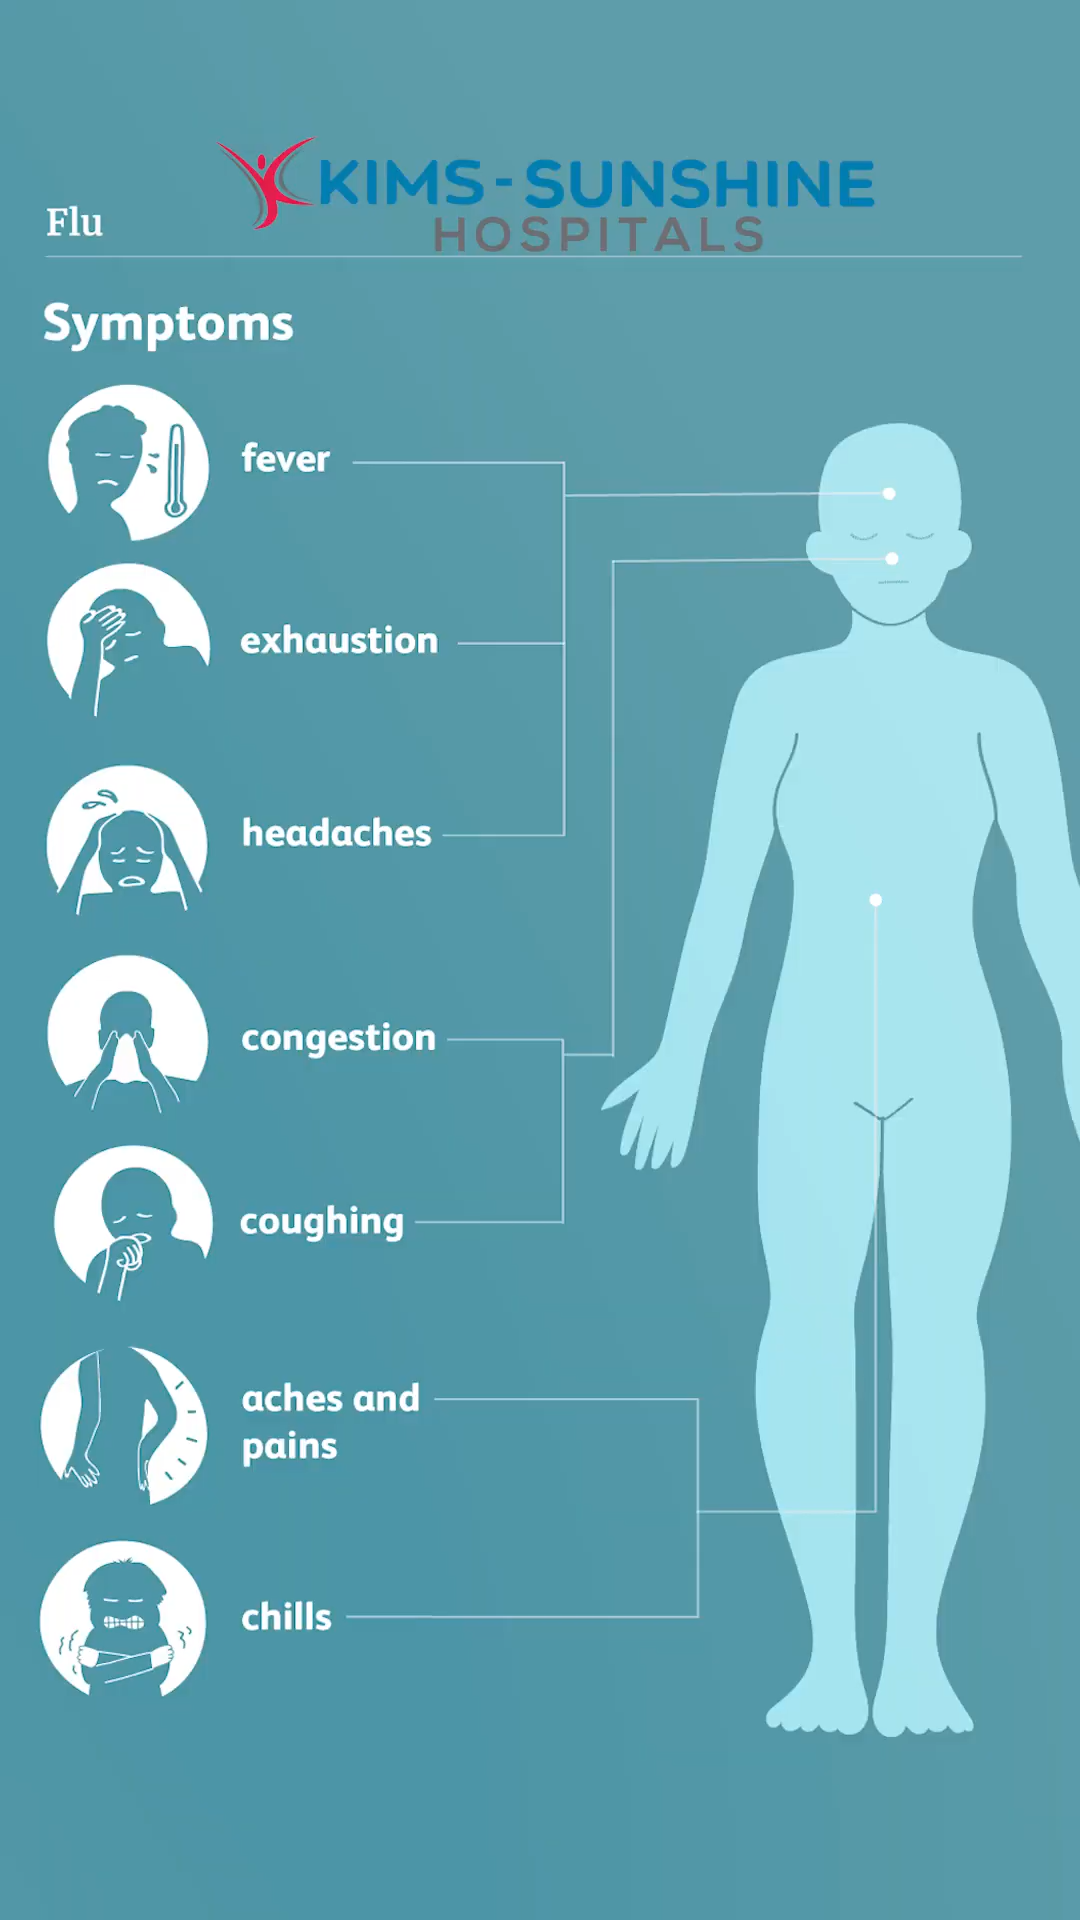 KIMS-SUNSHINE
HOSPITALS
Flu
Symptoms
fever
exhaustion
headaches
congestion
coughing
aches and
pains
chills